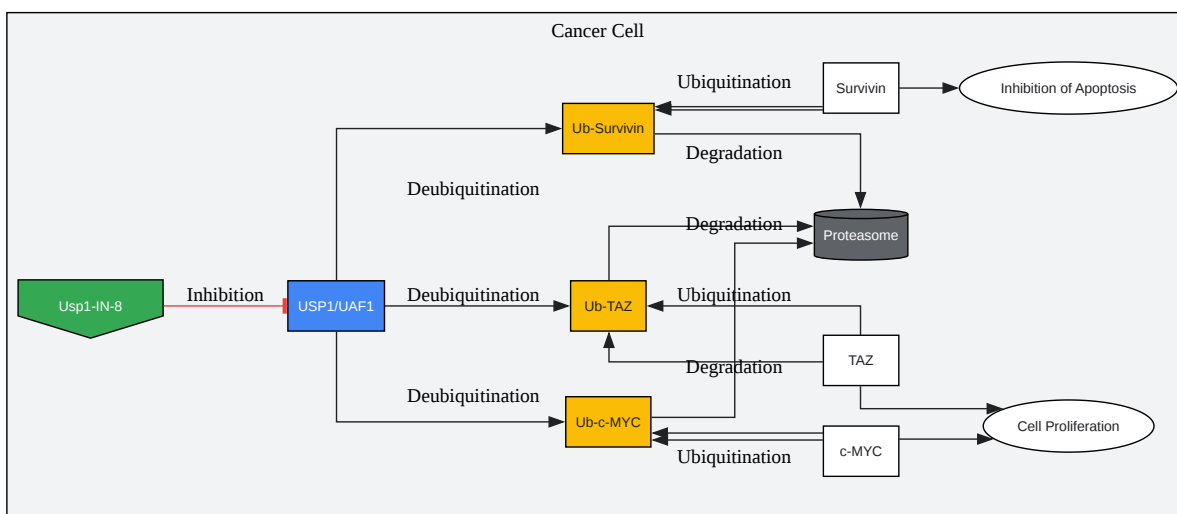 Cancer Cell
Ubiquitination
Survivin
Inhibition of Apoptosis
Ub-Survivin
Degradation
Deubiquitination
Degradation
Proteasome
Usp1-IN-8
Inhibition
USP1/UAF1
Deubiquitination
Ub-TAZ
Ubiquitination
TAZ
Degradation
Deubiquitination
Ub-c-MYC
Cell Proliferation
Ubiquitination
c-MYC